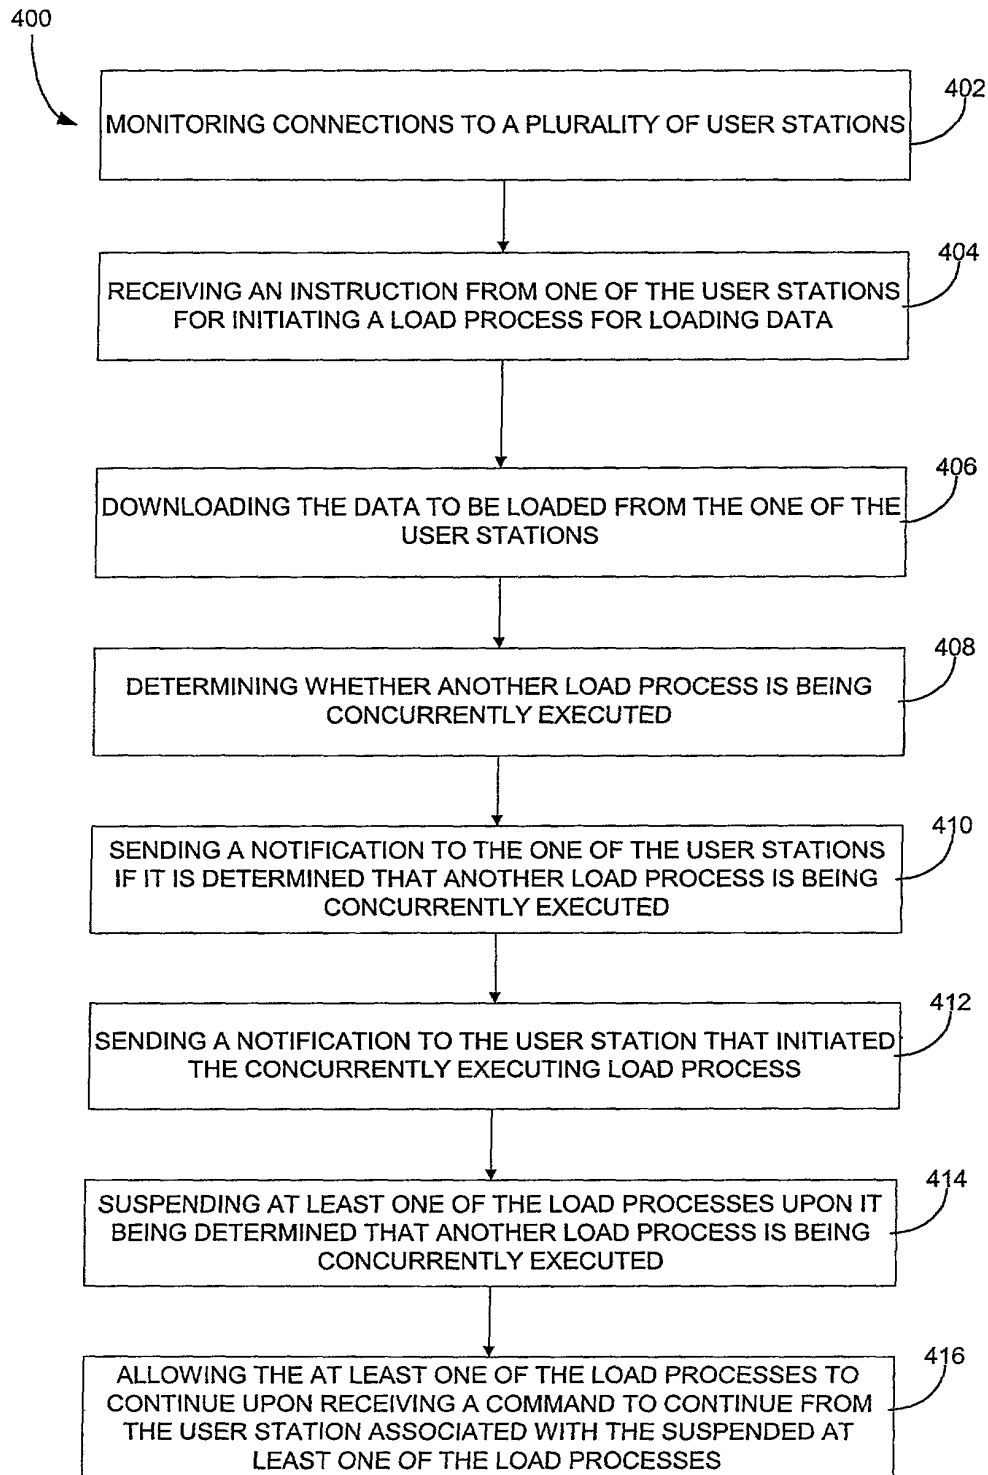 400
402
MONITORING CONNECTIONS TO A PLURALITY OF USER STATIONS
404
RECEIVING AN INSTRUCTION FROM ONE OF THE USER STATIONS
FOR INITIATING A LOAD PROCESS FOR LOADING DATA
406
DOWNLOADING THE DATA TO BE LOADED FROM THE ONE OF THE
USER STATIONS
408
DETERMINING WHETHER ANOTHER LOAD PROCESS IS BEING
CONCURRENTLY EXECUTED
410
SENDING A NOTIFICATION TO THE ONE OF THE USER STATIONS
IF IT IS DETERMINED THAT ANOTHER LOAD PROCESS IS BEING
CONCURRENTLY EXECUTED
412
SENDING A NOTIFICATION TO THE USER STATION THAT INITIATED
THE CONCURRENTLY EXECUTING LOAD PROCESS
414
SUSPENDING AT LEAST ONE OF THE LOAD PROCESSES UPON IT
BEING DETERMINED THAT ANOTHER LOAD PROCESS IS BEING
CONCURRENTLY EXECUTED
416
ALLOWING THE AT LEAST ONE OF THE LOAD PROCESSES TO
CONTINUE UPON RECEIVING A COMMAND TO CONTINUE FROM
THE USER STATION ASSOCIATED WITH THE SUSPENDED AT
LEAST ONE OF THE LOAD PROCESSES